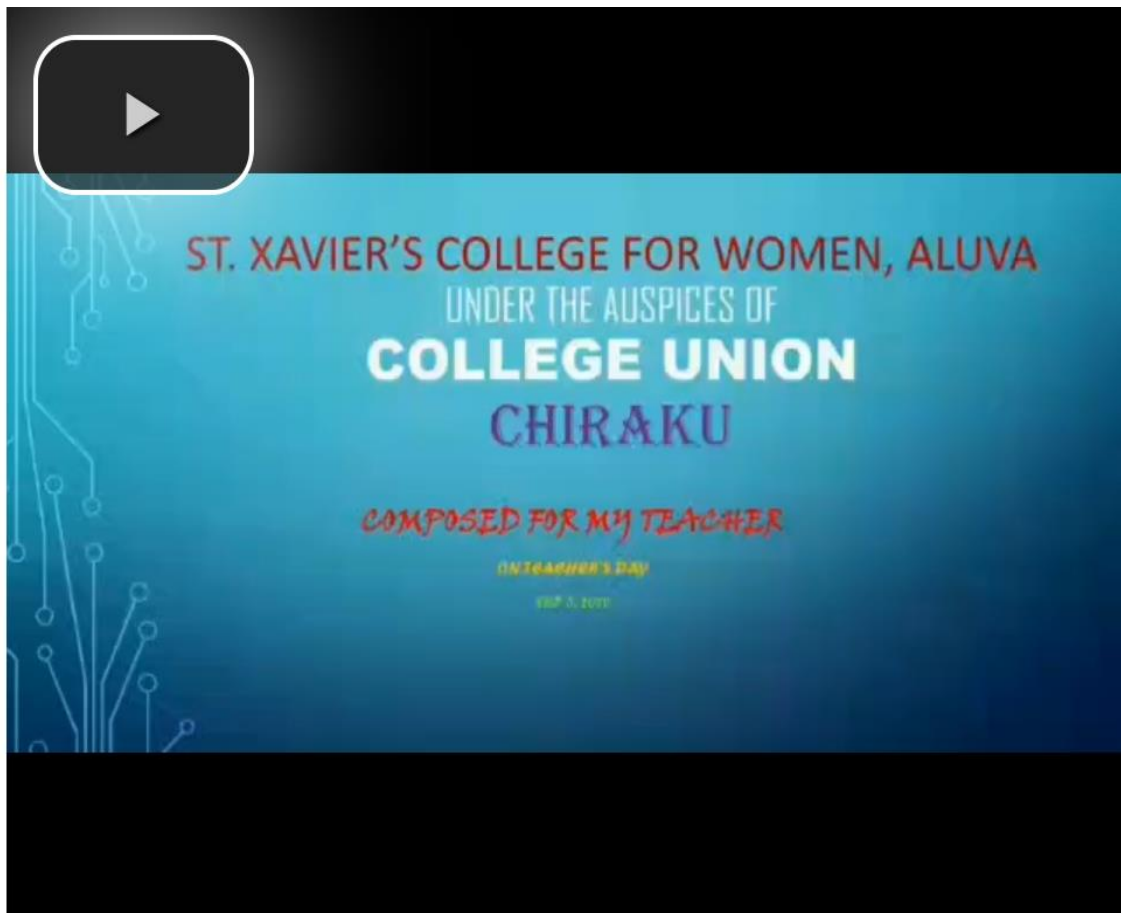 ST. XAVIER'S COLLEGE FOR WOMEN, ALUVA
UNDER THE AUSPICES OF
COLLEGE UNION
CHIRAKU
COMPOSED FOR MY TEACHER
ON TEACHER'S DAY